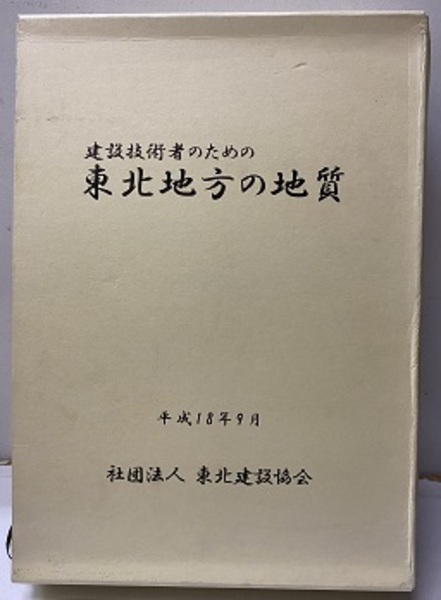 建設技術者のための
東北地方の地質
平成18年9月
社団法人 東北建設協会